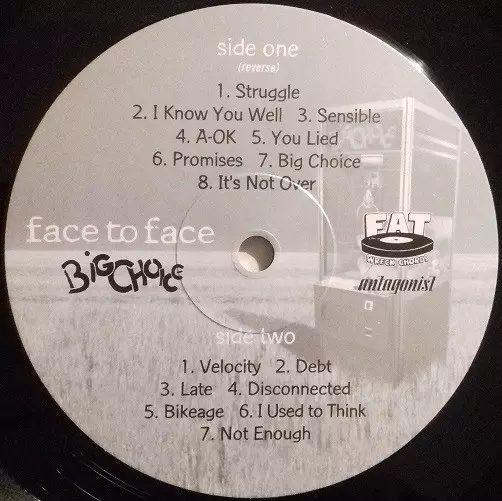 side one
(reverse)
1. Struggle
2. I Know You Well 3. Sensible
4. A-OK 5. You Lied
6. Promises 7. Big Choice
8. It's Not Over
face to face
BiGCHOiCE
FAT
WRECK CHORDS
antagonist
side two
1. Velocity 2. Debt
3. Late 4. Disconnected
5. Bikeage 6. I Used to Think
7. Not Enough